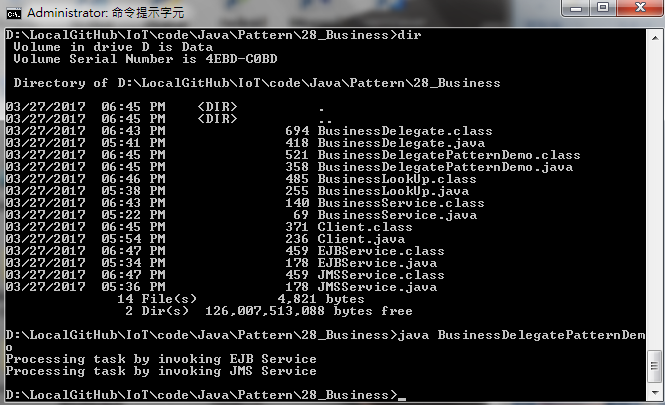 Administrator: 命令提示字元
D:\LocalGitHub\IoT\code\Java\Pattern\28_Business>dir
Volume in drive D is Data
Volume Serial Number is 4EBD-C0BD
Directory of D:\LocalGitHub\IoT\code\Java\Pattern\28_Business
03/27/2017  06:45 PM    <DIR>          .
03/27/2017  06:45 PM    <DIR>          ..
03/27/2017  06:43 PM               694 BusinessDelegate.class
03/27/2017  05:41 PM               418 BusinessDelegate.java
03/27/2017  06:45 PM               521 BusinessDelegatePatternDemo.class
03/27/2017  06:45 PM               358 BusinessDelegatePatternDemo.java
03/27/2017  06:46 PM               485 BusinessLookUp.class
03/27/2017  05:38 PM               255 BusinessLookUp.java
03/27/2017  06:43 PM               140 BusinessService.class
03/27/2017  05:22 PM                69 BusinessService.java
03/27/2017  06:45 PM               371 Client.class
03/27/2017  05:54 PM               236 Client.java
03/27/2017  06:47 PM               459 EJBService.class
03/27/2017  05:34 PM               178 EJBService.java
03/27/2017  06:47 PM               459 JMSService.class
03/27/2017  05:36 PM               178 JMSService.java
14 File(s)          4,821 bytes
2 Dir(s)  126,007,513,088 bytes free
D:\LocalGitHub\IoT\code\Java\Pattern\28_Business>java BusinessDelegatePatternDem
o
Processing task by invoking EJB Service
Processing task by invoking JMS Service
D:\LocalGitHub\IoT\code\Java\Pattern\28_Business>_